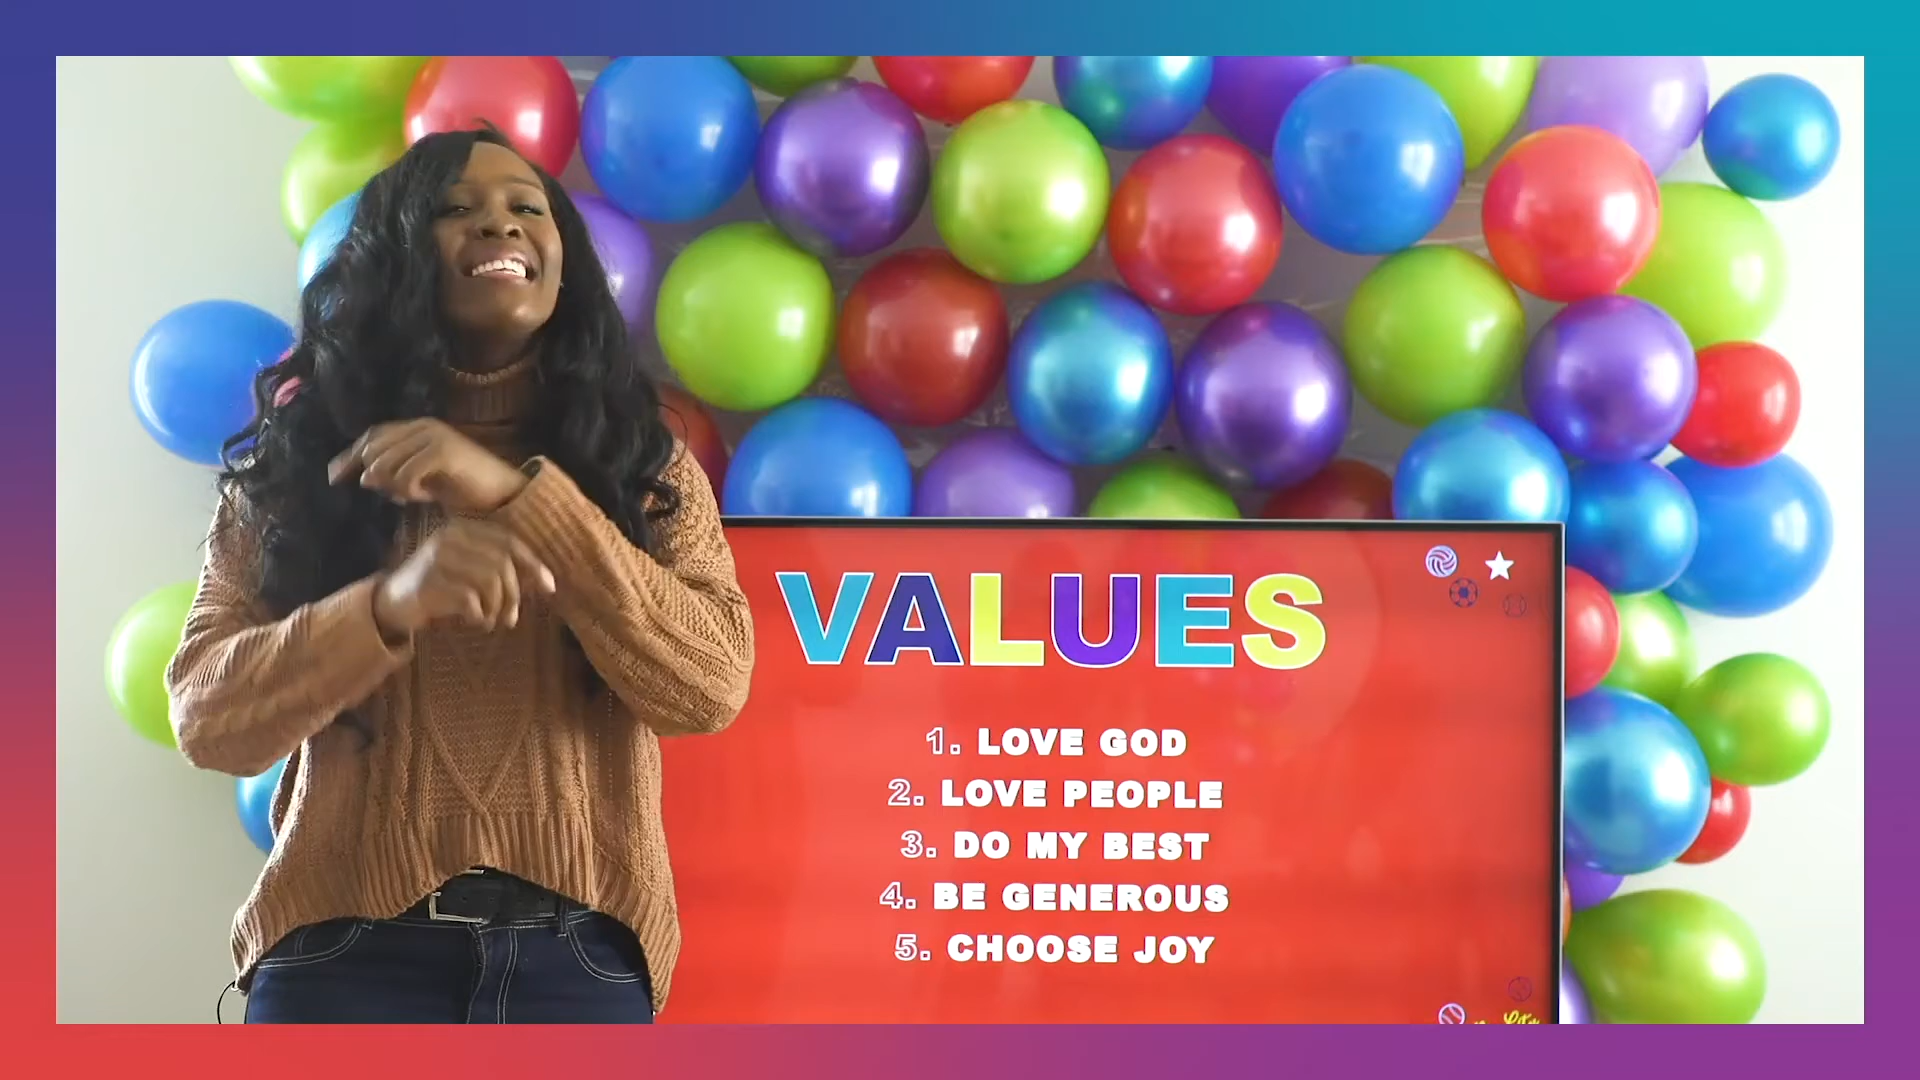 VALUES
1. LOVE GOD
2. LOVE PEOPLE
3. DO MY BEST
4. BE GENEROUS
5. CHOOSE JOY